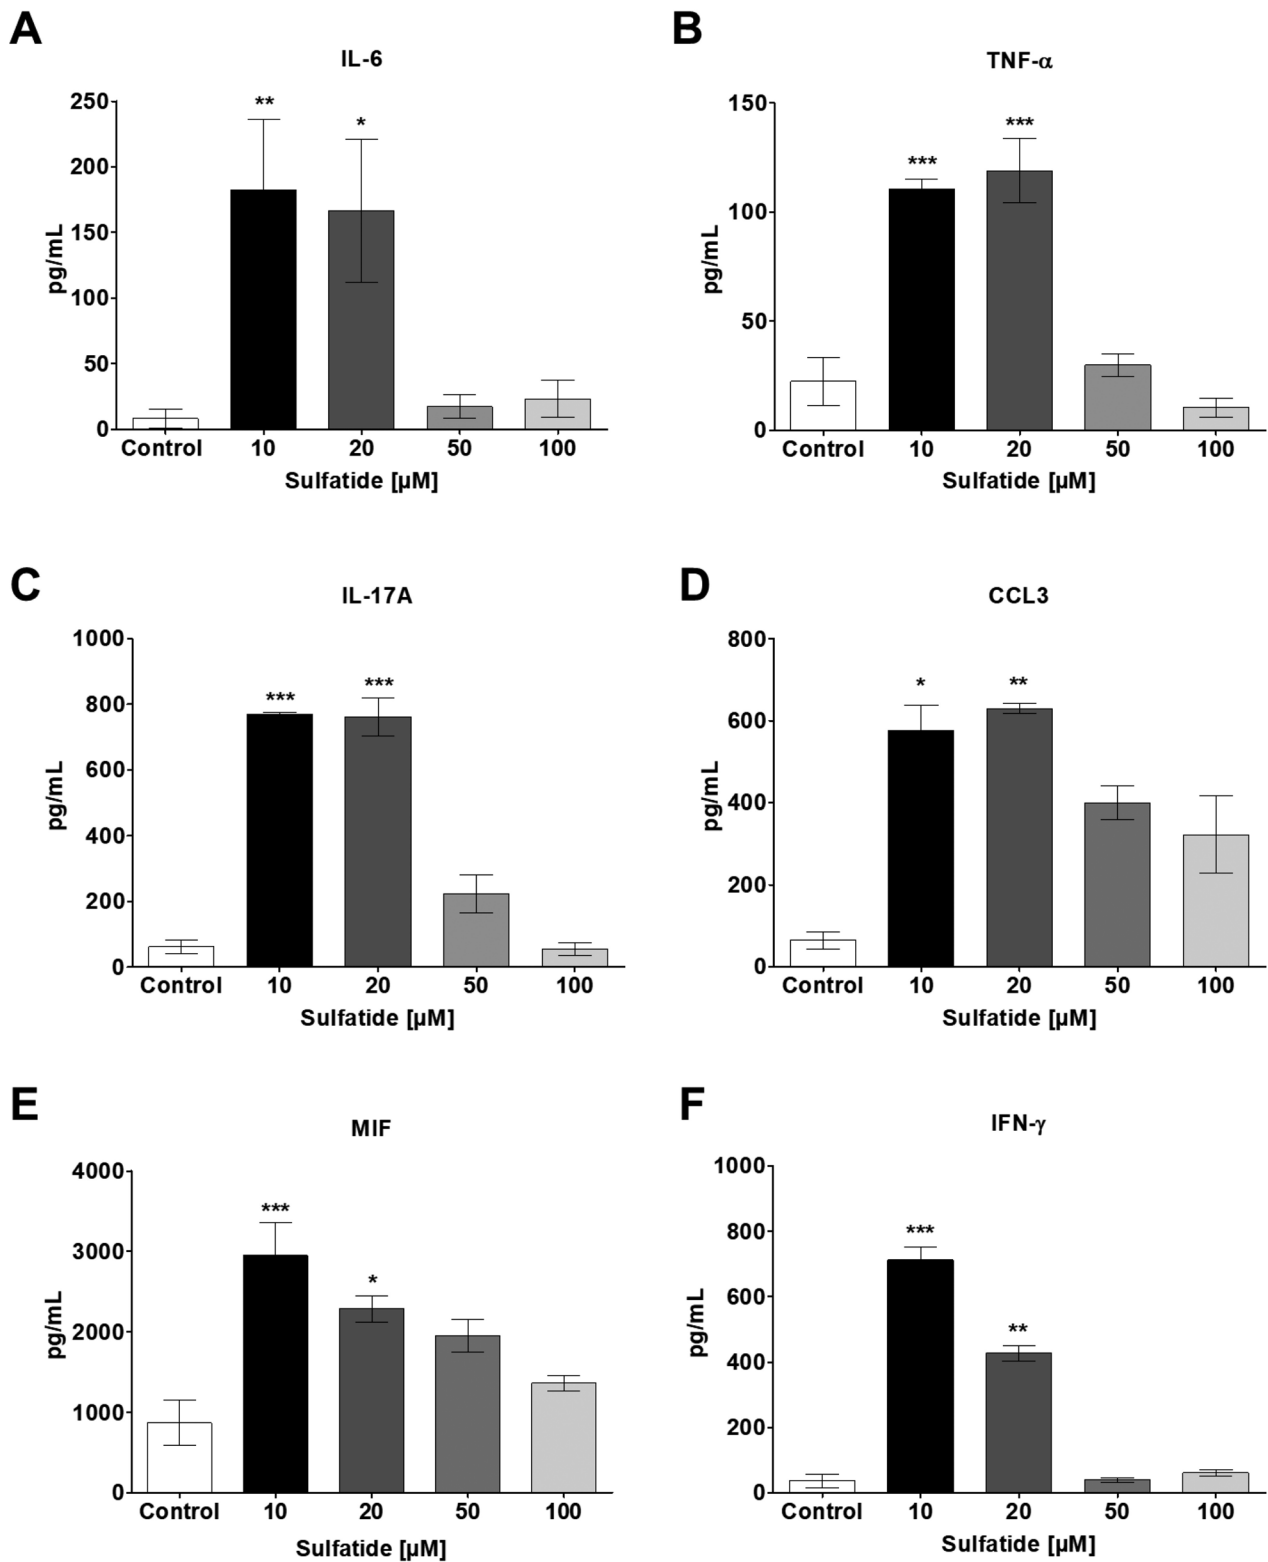 A
IL-6
250
200
150
100
50
0
pg/mL
**
*
Control 10 20 50 100
Sulfatide [µM]
B
TNF-α
150
100
50
0
pg/mL
***
***
Control 10 20 50 100
Sulfatide [µM]
C
IL-17A
1000
800
600
400
200
0
pg/mL
***
***
Control 10 20 50 100
Sulfatide [µM]
D
CCL3
800
600
400
200
0
pg/mL
*
**
Control 10 20 50 100
Sulfatide [µM]
E
MIF
4000
3000
2000
1000
0
pg/mL
***
*
Control 10 20 50 100
Sulfatide [µM]
F
IFN-γ
1000
800
600
400
200
0
pg/mL
***
**
Control 10 20 50 100
Sulfatide [µM]